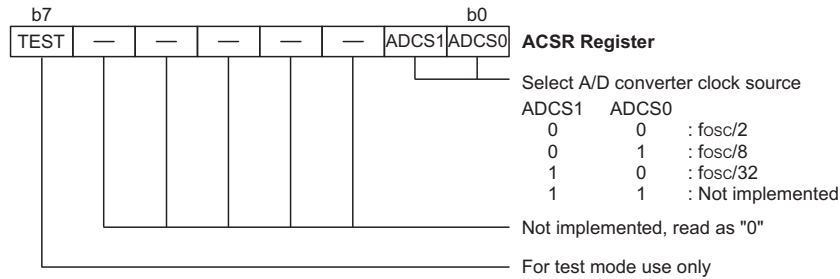 b7 b0
TEST — — — — — ADCS1 ADCS0 ACSR Register
Select A/D converter clock source
ADCS1 ADCS0
0 0 : fosc/2
0 1 : fosc/8
1 0 : fosc/32
1 1 : Not implemented
Not implemented, read as "0"
For test mode use only